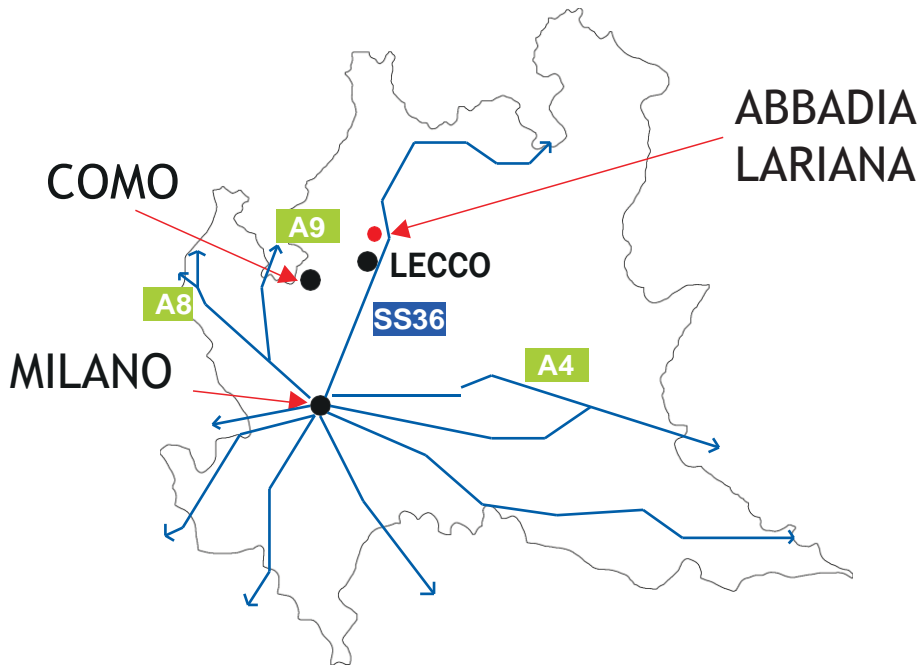 ABBADIA
LARIANA
COMO
A9
LECCO
A8
SS36
MILANO
A4